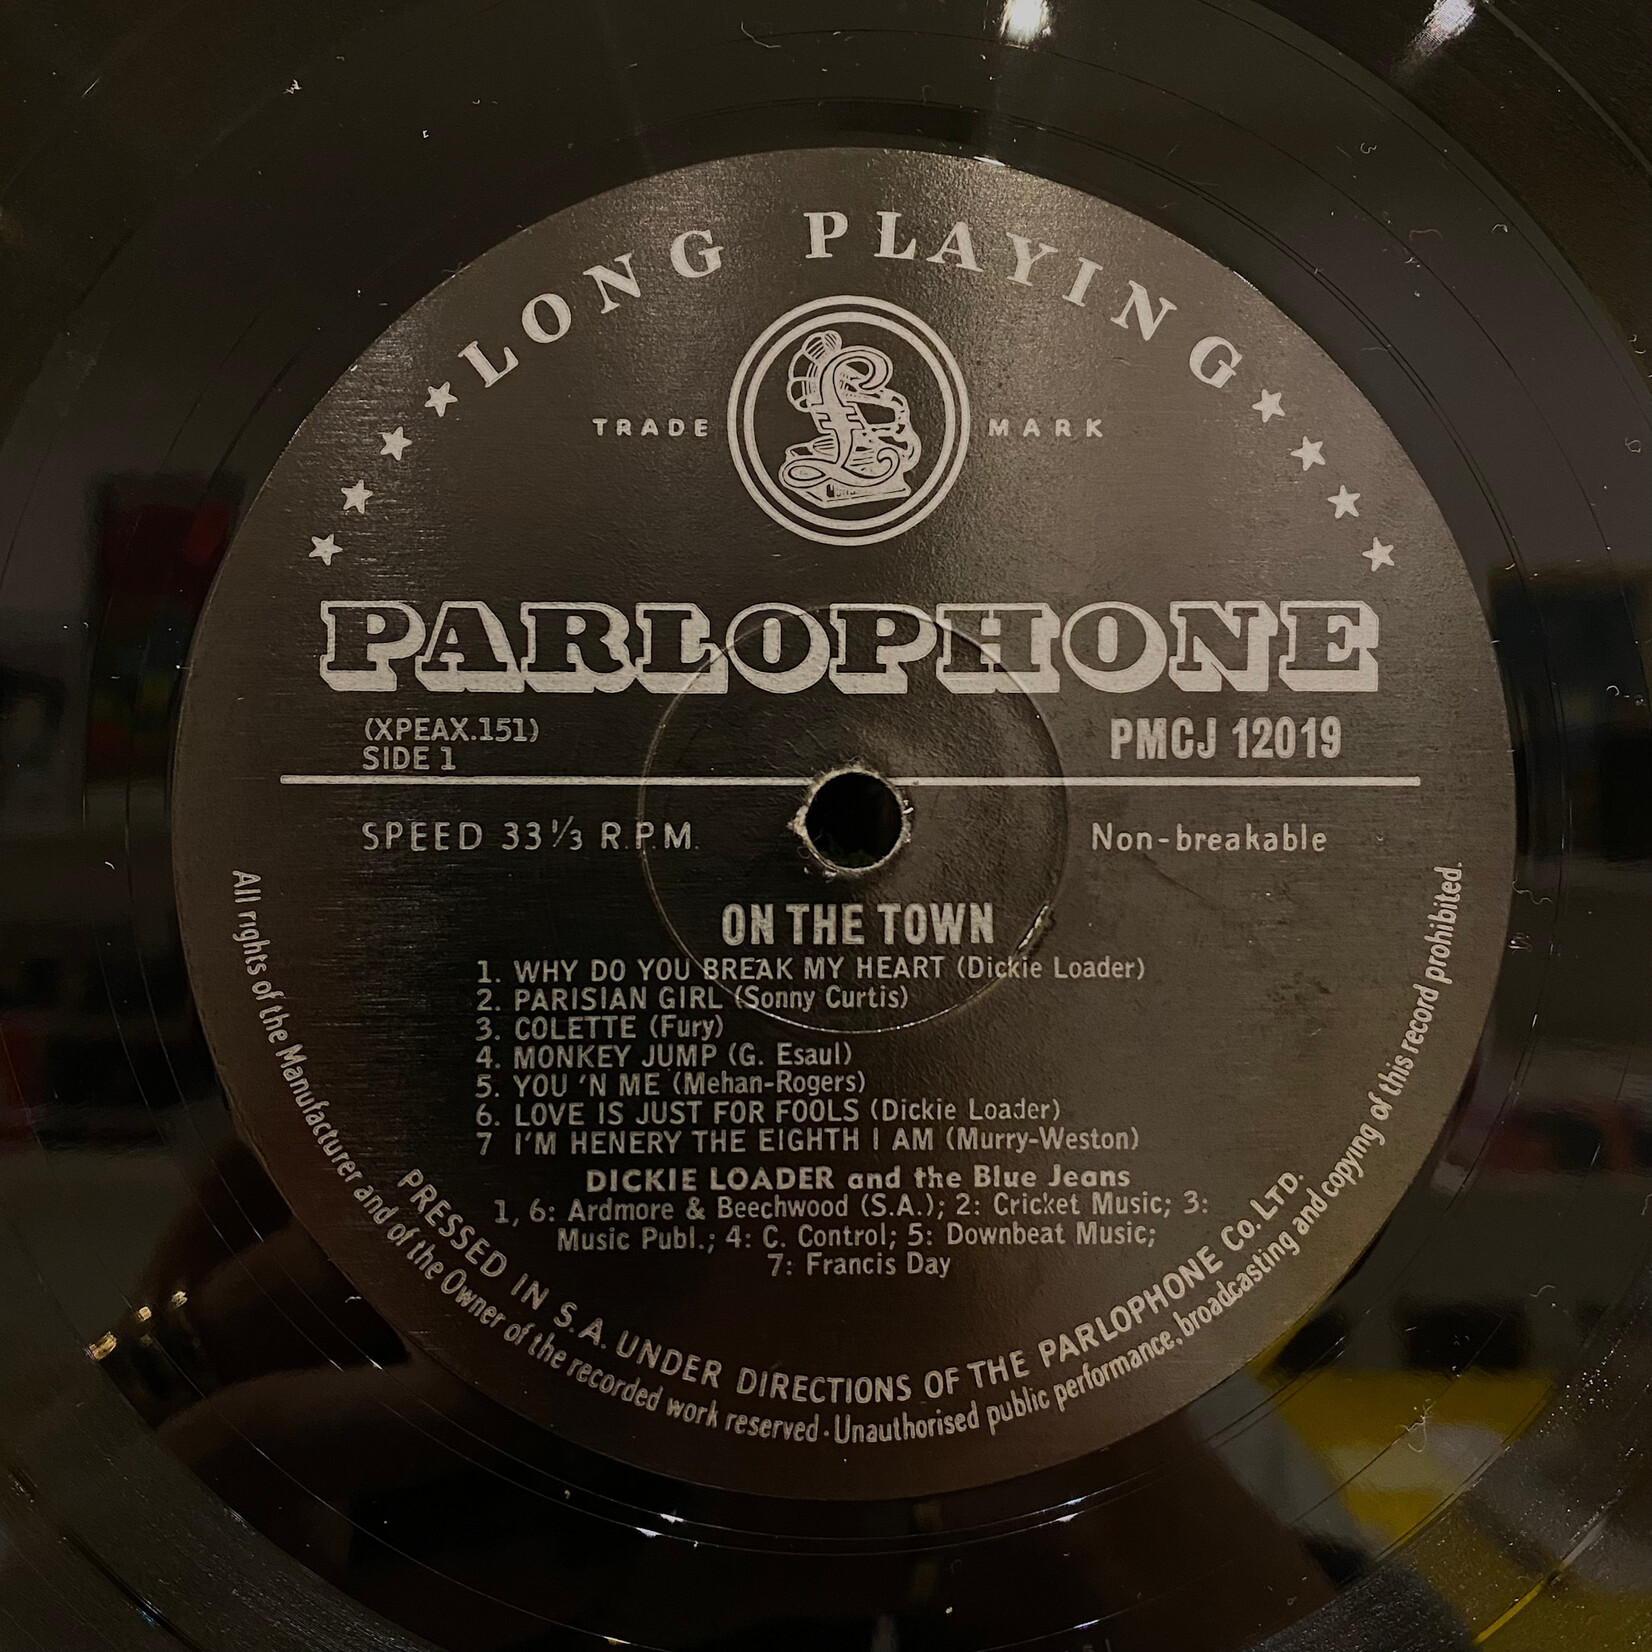 LONG PLAYING
TRADE MARK
£
PARLOPHONE
(XPEAX.151)
SIDE 1
PMCJ 12019
SPEED 33⅓ R.P.M.
Non-breakable
ON THE TOWN
1. WHY DO YOU BREAK MY HEART (Dickie Loader)
2. PARISIAN GIRL (Sonny Curtis)
3. COLETTE (Fury)
4. MONKEY JUMP (G. Esaul)
5. YOU 'N ME (Mehan-Rogers)
6. LOVE IS JUST FOR FOOLS (Dickie Loader)
7 I'M HENERY THE EIGHTH I AM (Murry-Weston)
DICKIE LOADER and the Blue Jeans
1, 6: Ardmore & Beechwood (S.A.); 2: Cricket Music; 3:
Music Publ.; 4: C. Control; 5: Downbeat Music;
7: Francis Day
PRESSED IN S.A. UNDER DIRECTIONS OF THE PARLOPHONE CO. LTD.
All rights of the Manufacturer and of the Owner of the recorded work reserved · Unauthorised public performance, broadcasting and copying of this record prohibited.